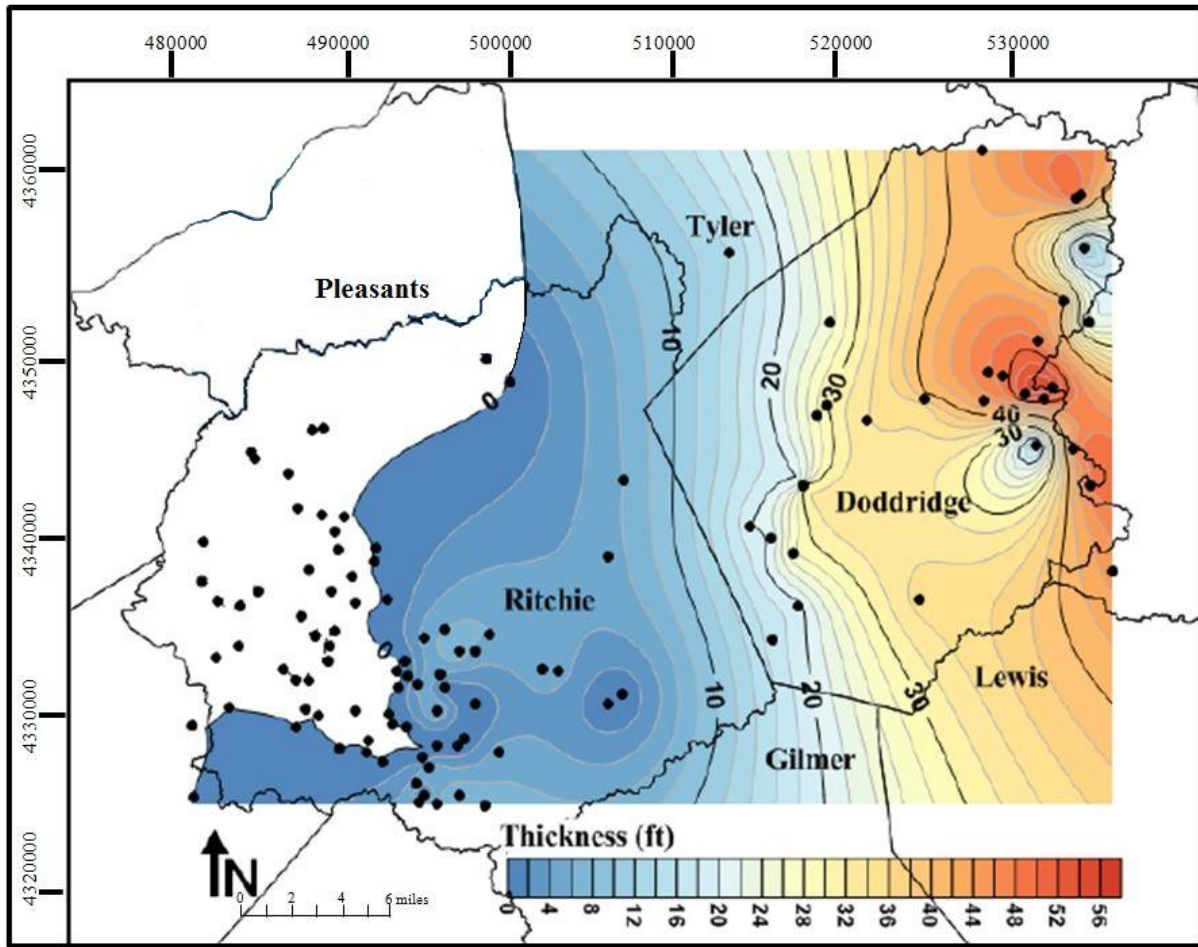 480000 490000 500000 510000 520000 530000
4360000
Tyler
Pleasants
10
20
4350000
30
0
40
30
Doddridge
4340000
Ritchie
0
Lewis
10
20
30
4330000
Gilmer
Thickness (ft)
4320000
N
0 2 4 6 miles
0 4 8 12 16 20 24 28 32 36 40 44 48 52 56